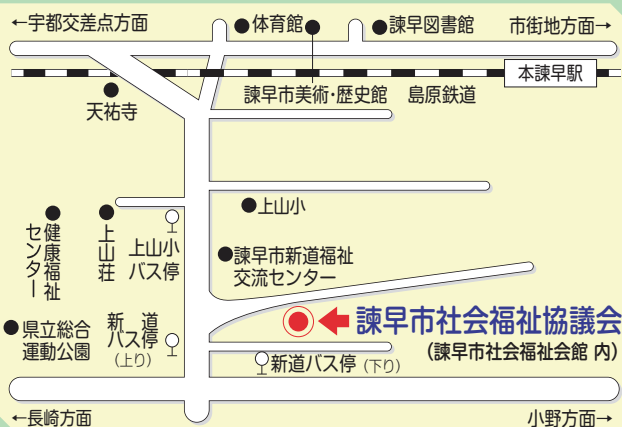 ←宇都交差点方面
●体育館●
●諫早図書館
市街地方面→
本諫早駅
天祐寺
諫早市美術・歴史館
島原鉄道
健康福祉
センター
上山荘
上山小
バス停
●上山小
●諫早市新道福祉
交流センター
●県立総合
運動公園
新道
バス停
(上り)
諫早市社会福祉協議会
(諫早市社会福祉会館 内)
新道バス停 (下り)
←長崎方面
小野方面→